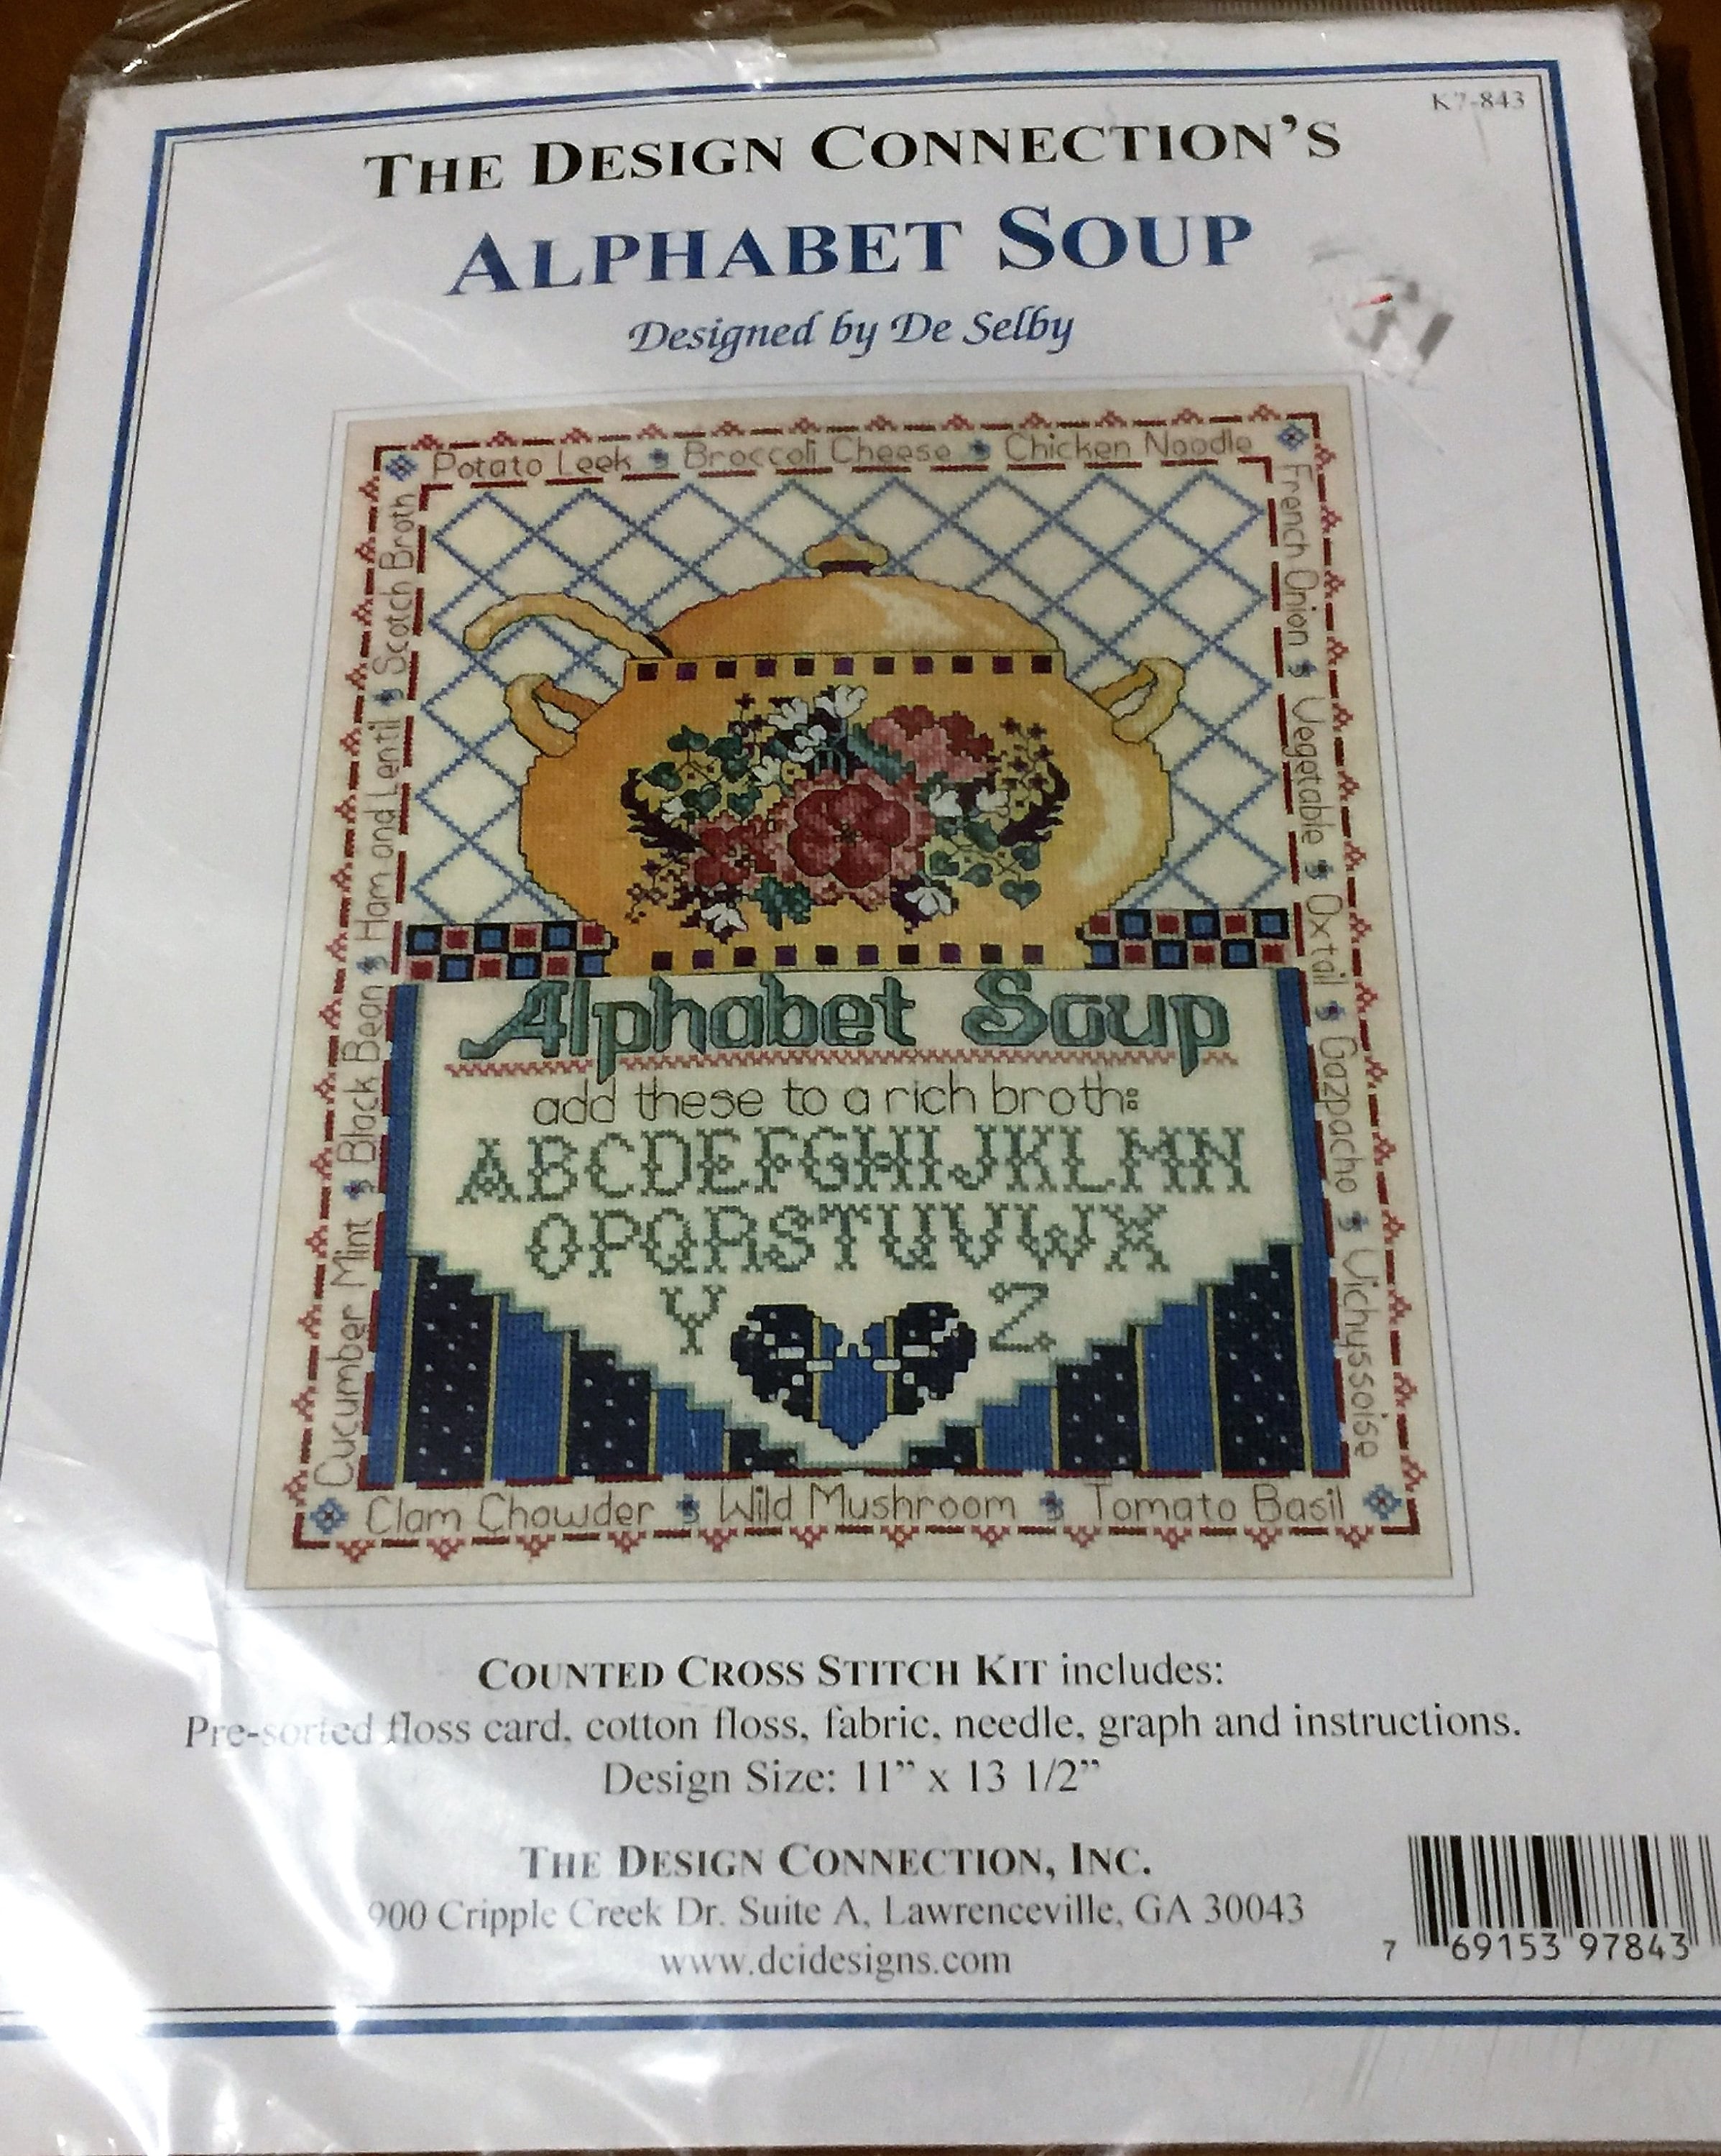 K7-843
THE DESIGN CONNECTION'S
ALPHABET SOUP
Designed by De Selby
Potato Leek Broccoli Cheese Chicken Noodle
French Onion Vegetable Oxtail Gazpacho Vichyssoise
Cucumber Mint Black Bean Ham and Lentil Scotch Broth
Alphabet Soup
add these to a rich broth:
ABCDEFGHIJKLMN
OPQRSTUVWX
Y Z
Clam Chowder Wild Mushroom Tomato Basil
COUNTED CROSS STITCH KIT includes:
Pre-sorted floss card, cotton floss, fabric, needle, graph and instructions.
Design Size: 11" x 13 1/2"
THE DESIGN CONNECTION, INC.
900 Cripple Creek Dr. Suite A, Lawrenceville, GA 30043
www.dcidesigns.com
7 69153 97843